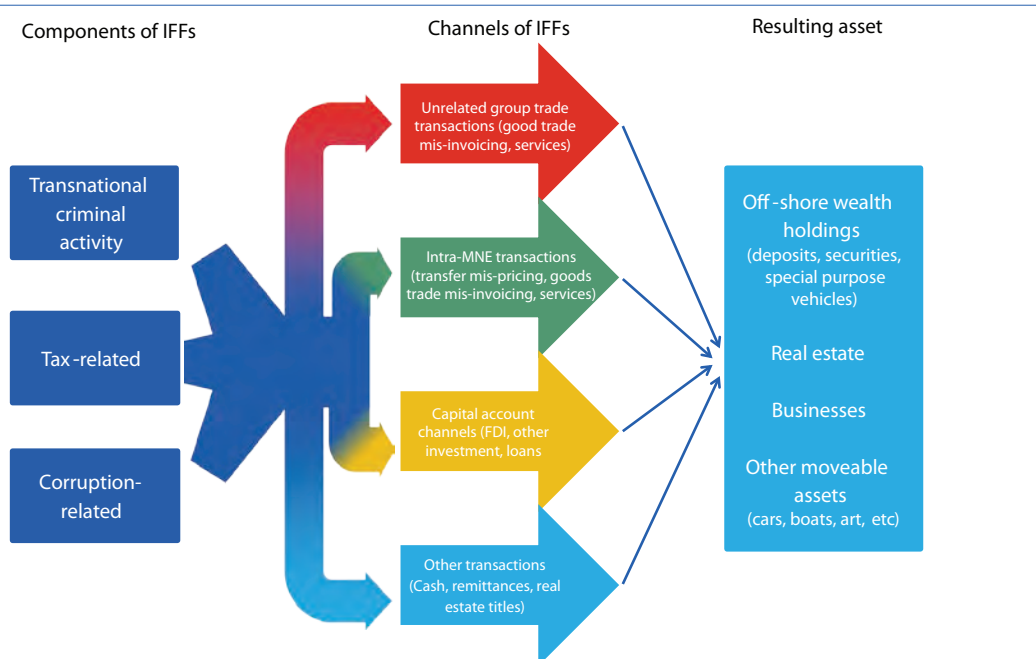 Components of IFFs
Channels of IFFs
Resulting asset
Transnational
criminal
activity
Tax-related
Corruption-
related
Unrelated group trade
transactions (good trade
mis-invoicing, services)
Intra-MNE transactions
(transfer mis-pricing, goods
trade mis-invoicing, services)
Capital account
channels (FDI, other
investment, loans
Other transactions
(Cash, remittances, real
estate titles)
Off-shore wealth
holdings
(deposits, securities,
special purpose
vehicles)
Real estate
Businesses
Other moveable
assets
(cars, boats, art, etc)